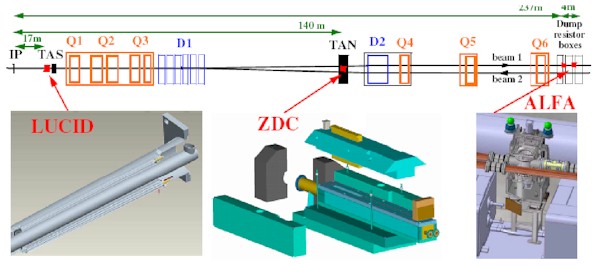 237m
4m
140 m
17m
IP
TAS
Q1
Q2
Q3
D1
TAN
D2
Q4
Q5
Q6
Dump
resistor
boxes
beam 1
beam 2
LUCID
ZDC
ALFA